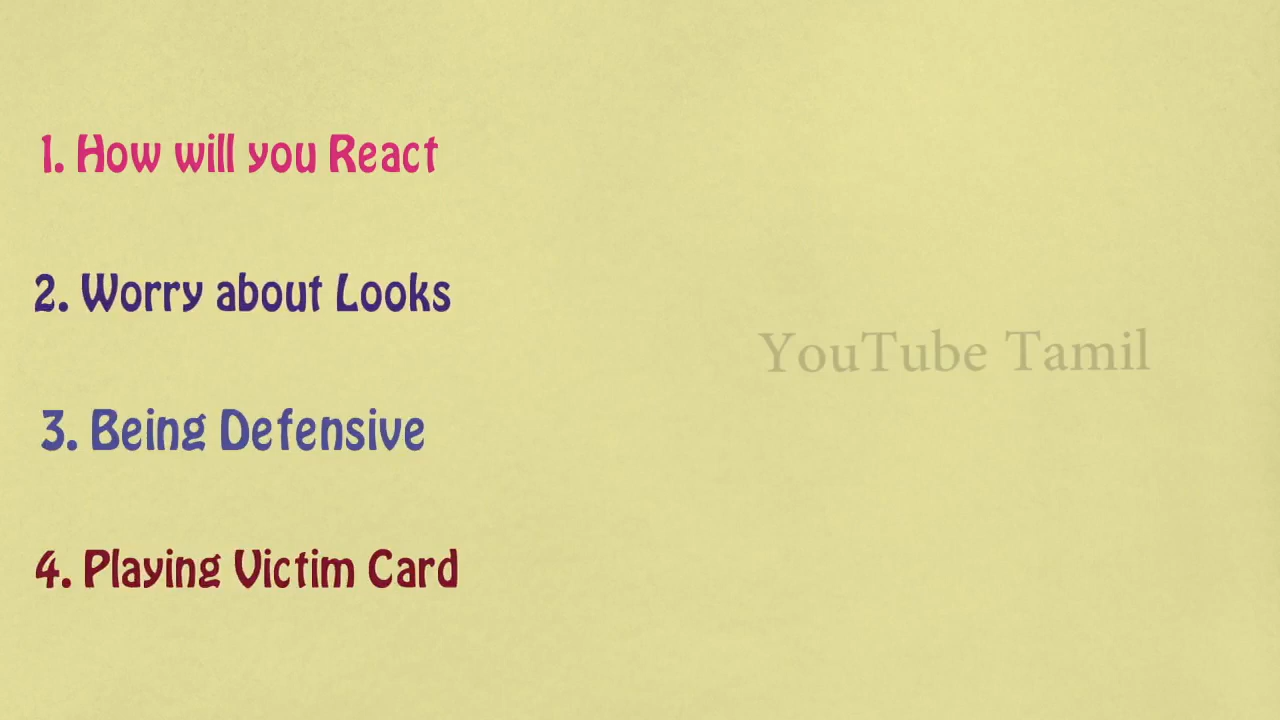 1. How will you React
2. Worry about Looks
YouTube Tamil
3. Being Defensive
4. Playing Victim Card